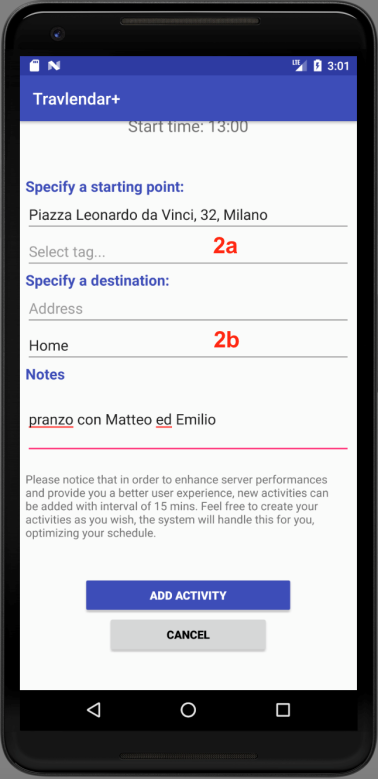 LTE 3:01
Travlendar+
Start time: 13:00
Specify a starting point:
Piazza Leonardo da Vinci, 32, Milano
Select tag... 2a
Specify a destination:
Address
Home 2b
Notes
pranzo con Matteo ed Emilio
Please notice that in order to enhance server performances
and provide you a better user experience, new activities can
be added with interval of 15 mins. Feel free to create your
activities as you wish, the system will handle this for you,
optimizing your schedule.
ADD ACTIVITY
CANCEL